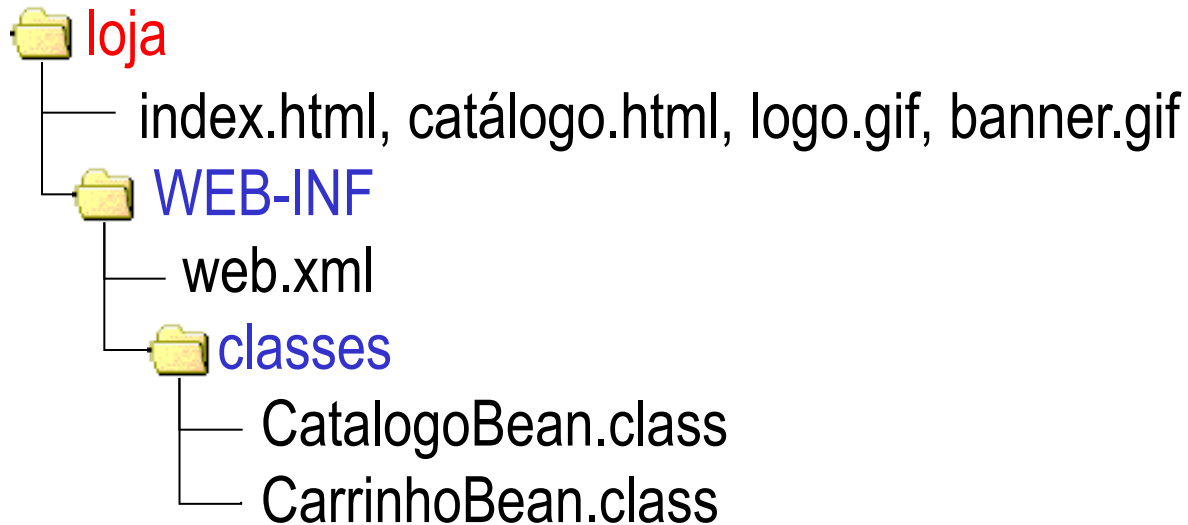 loja
index.html, catálogo.html, logo.gif, banner.gif
WEB-INF
web.xml
classes
CatalogoBean.class
CarrinhoBean.class